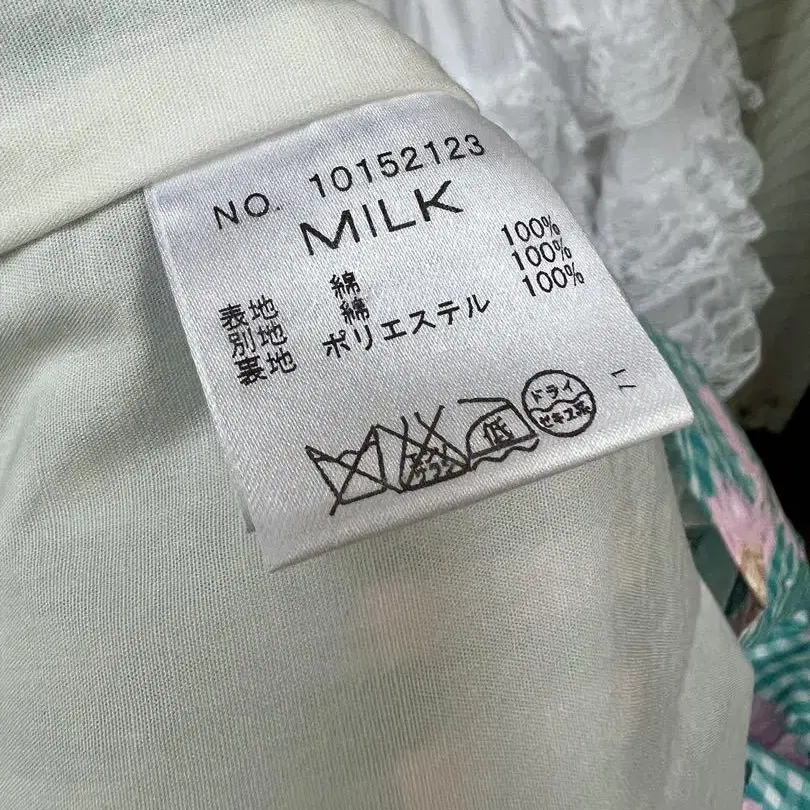 NO. 10152123
MILK
表地 綿 100%
別地 綿 100%
裏地 ポリエステル 100%
低
ドライ
セキユ系